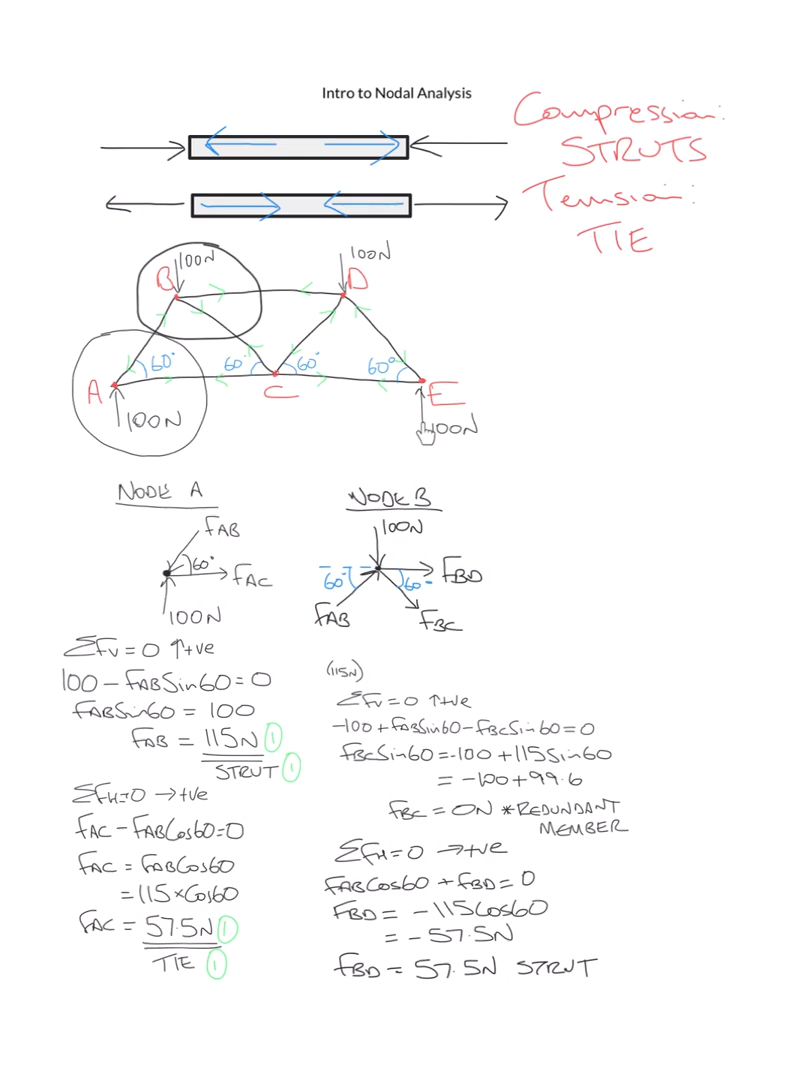 Intro to Nodal Analysis
Compression:
STRUTS
Tension:
TIE
100N
100N
B
D
60°
60°
60°
60°
A
C
E
100N
100N
NODE A
FAB
60°
FAC
100N
ΣFv = 0 ↑+ve
100 - FABSin60 = 0
FABSin60 = 100
FAB = 115N ①
STRUT ①
ΣFH=0 →+ve
FAC - FABCos60=0
FAC = FABCos60
= 115 × Cos60
FAC = 57.5N ①
TIE ①
NODE B
100N
60°
60°
FBD
FAB
FBC
(115N)
ΣFv = 0 ↑+ve
-100 + FABSin60 - FBCSin60 = 0
FBCSin60 = -100 + 115Sin60
= -100 + 99.6
FBC = 0N *REDUNDANT
MEMBER
ΣFH = 0 →+ve
FABCos60 + FBD = 0
FBD = -115Cos60
= -57.5N
FBD = 57.5N STRUT